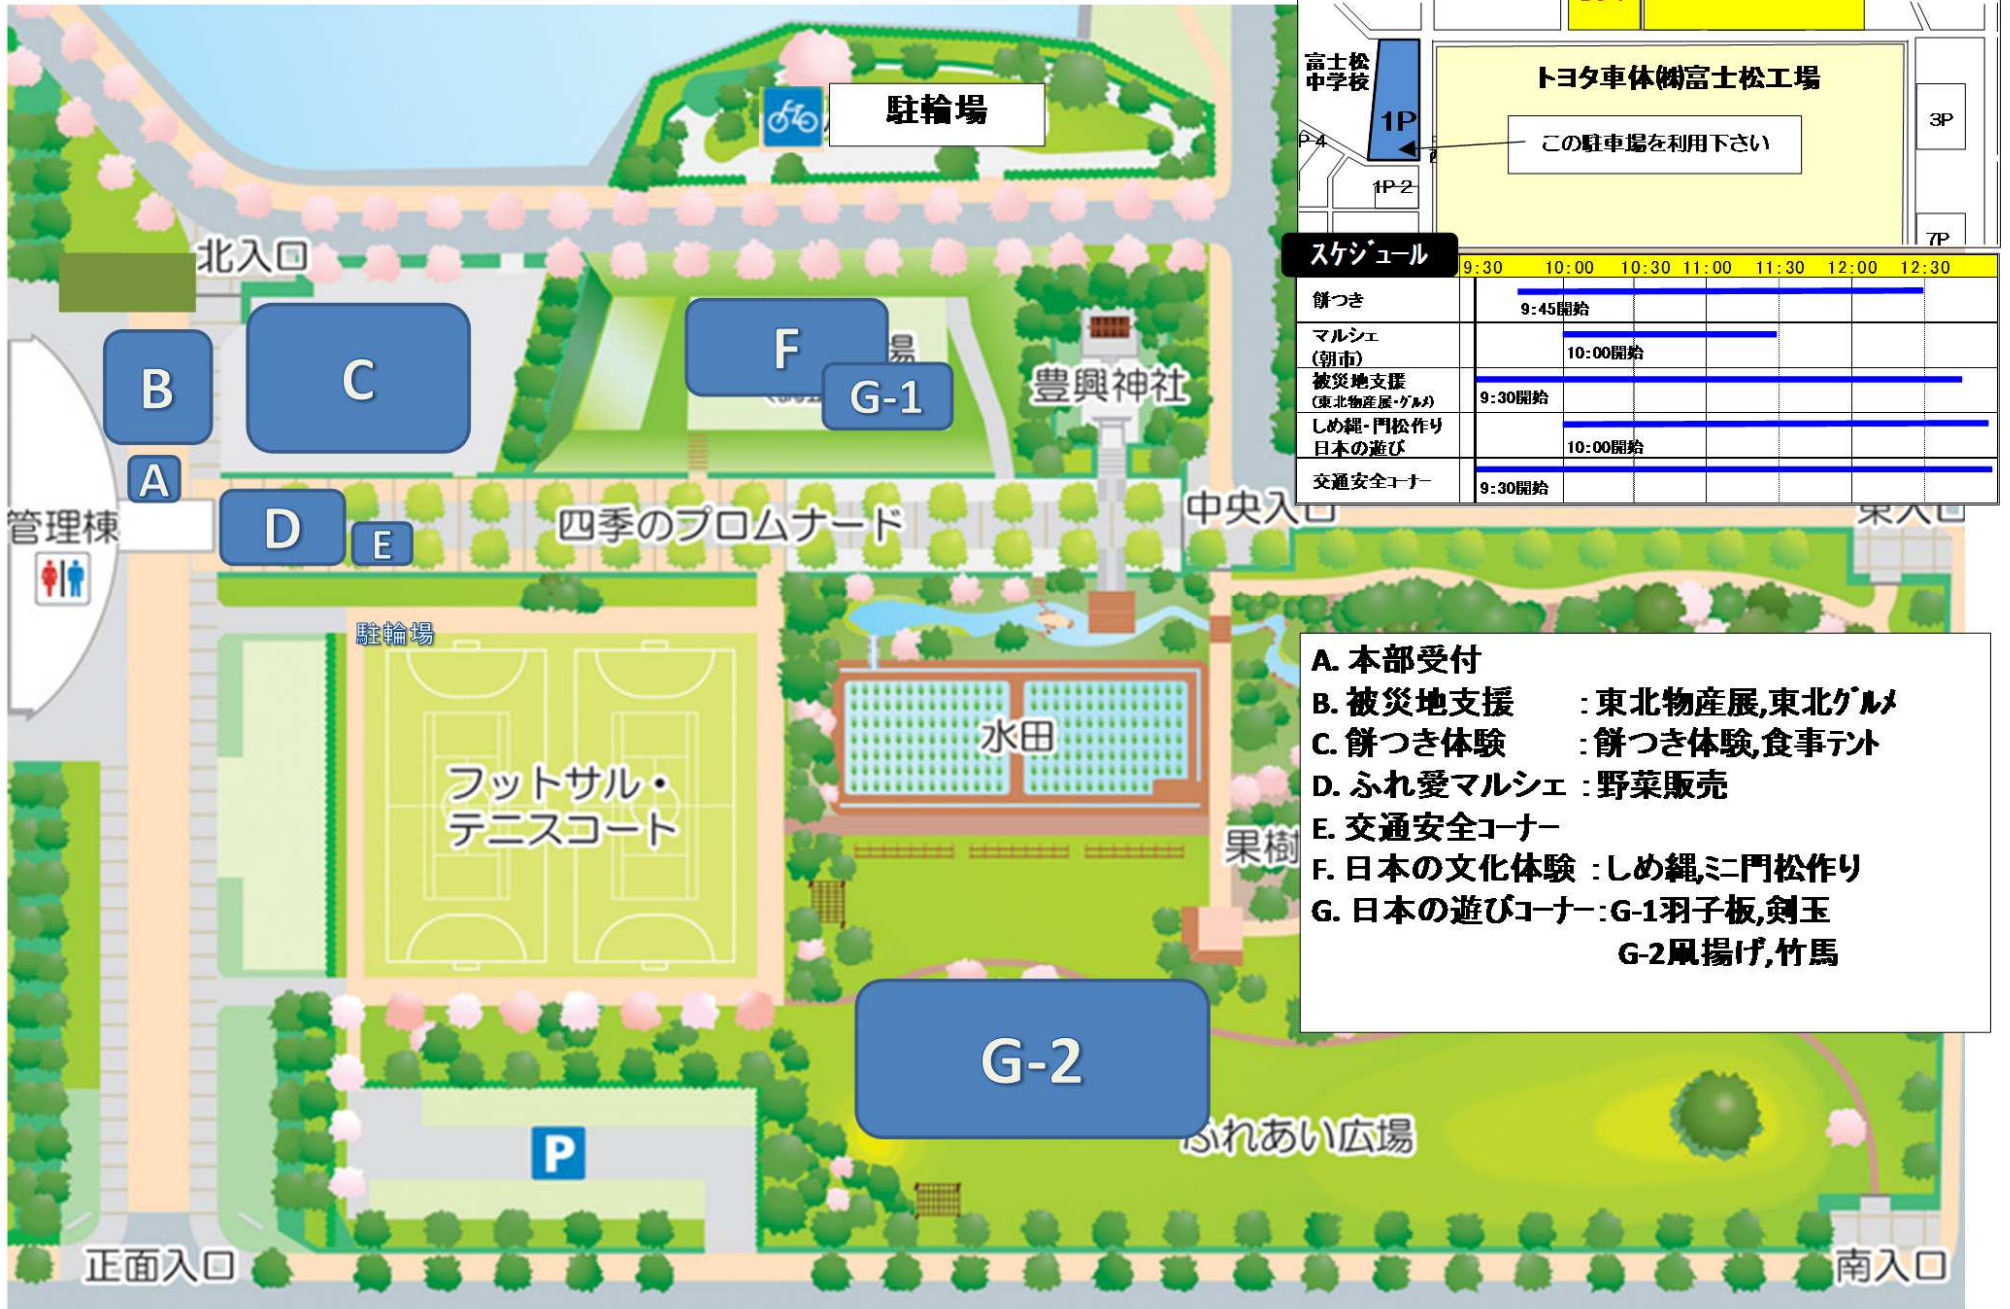 駐輪場
北入口
B
C
F
場
G-1
豊興神社
A
管理棟
D
E
四季のプロムナード
中央入口
東入口
駐輪場
フットサル・
テニスコート
水田
果樹
G-2
ふれあい広場
P
正面入口
南入口
富士松
中学校
1P
P-4
1P-2
トヨタ車体㈱富士松工場
この駐車場を利用下さい
3P
7P
スケジュール
9:30 10:00 10:30 11:00 11:30 12:00 12:30
餅つき
9:45開始
マルシェ
(朝市)
10:00開始
被災地支援
(東北物産展・グルメ)
9:30開始
しめ縄・門松作り
日本の遊び
10:00開始
交通安全コーナー
9:30開始
A. 本部受付
B. 被災地支援 :東北物産展,東北グルメ
C. 餅つき体験 :餅つき体験,食事テント
D. ふれ愛マルシェ :野菜販売
E. 交通安全コーナー
F. 日本の文化体験 :しめ縄,ミニ門松作り
G. 日本の遊びコーナー:G-1羽子板,剣玉
G-2凧揚げ,竹馬